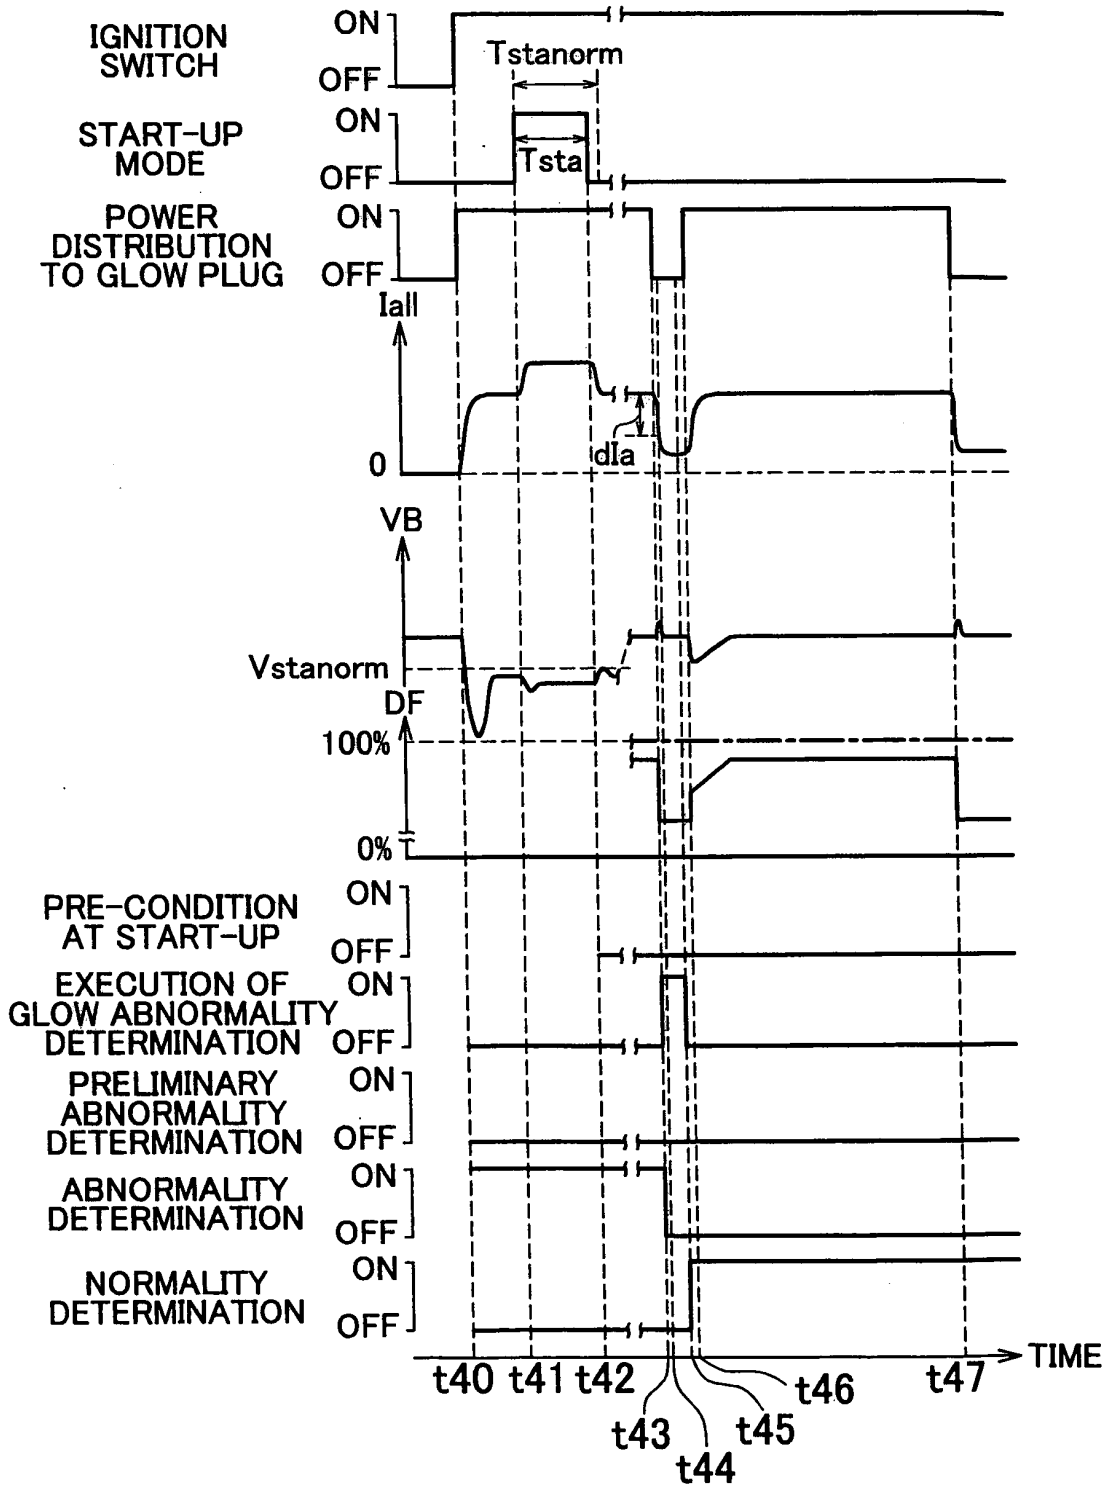 IGNITION
SWITCH
ON
OFF
Tstanorm
START-UP
MODE
ON
OFF
Tsta
POWER
DISTRIBUTION
TO GLOW PLUG
ON
OFF
Iall
0
dIa
VB
Vstanorm
DF
100%
0%
PRE-CONDITION
AT START-UP
ON
OFF
EXECUTION OF
GLOW ABNORMALITY
DETERMINATION
ON
OFF
PRELIMINARY
ABNORMALITY
DETERMINATION
ON
OFF
ABNORMALITY
DETERMINATION
ON
OFF
NORMALITY
DETERMINATION
ON
OFF
TIME
t40 t41 t42 t46 t47
t43 t45
t44